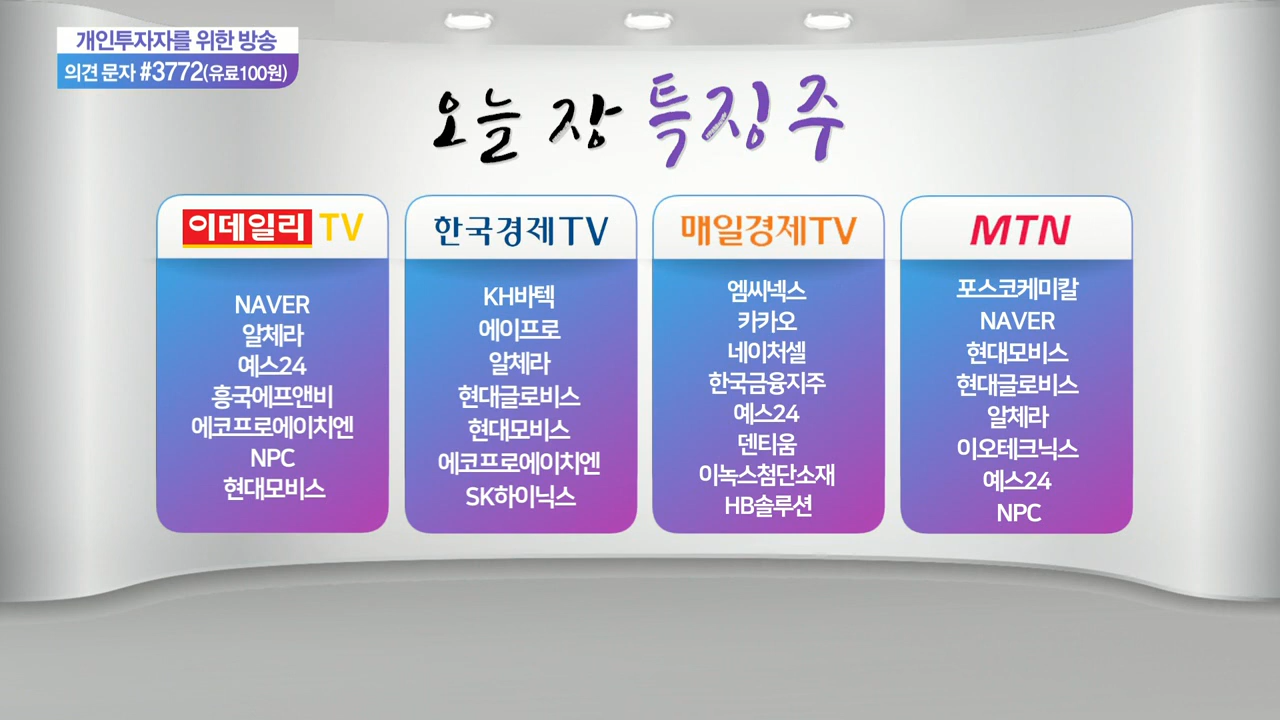 개인투자자를 위한 방송
의견 문자 #3772(유료100원)
오늘 장 특징주
이데일리 TV
NAVER
알체라
예스24
흥국에프앤비
에코프로에이치엔
NPC
현대모비스
한국경제TV
KH바텍
에이프로
알체라
현대글로비스
현대모비스
에코프로에이치엔
SK하이닉스
매일경제TV
엠씨넥스
카카오
네이처셀
한국금융지주
예스24
덴티움
이녹스첨단소재
HB솔루션
MTN
포스코케미칼
NAVER
현대모비스
현대글로비스
알체라
이오테크닉스
예스24
NPC